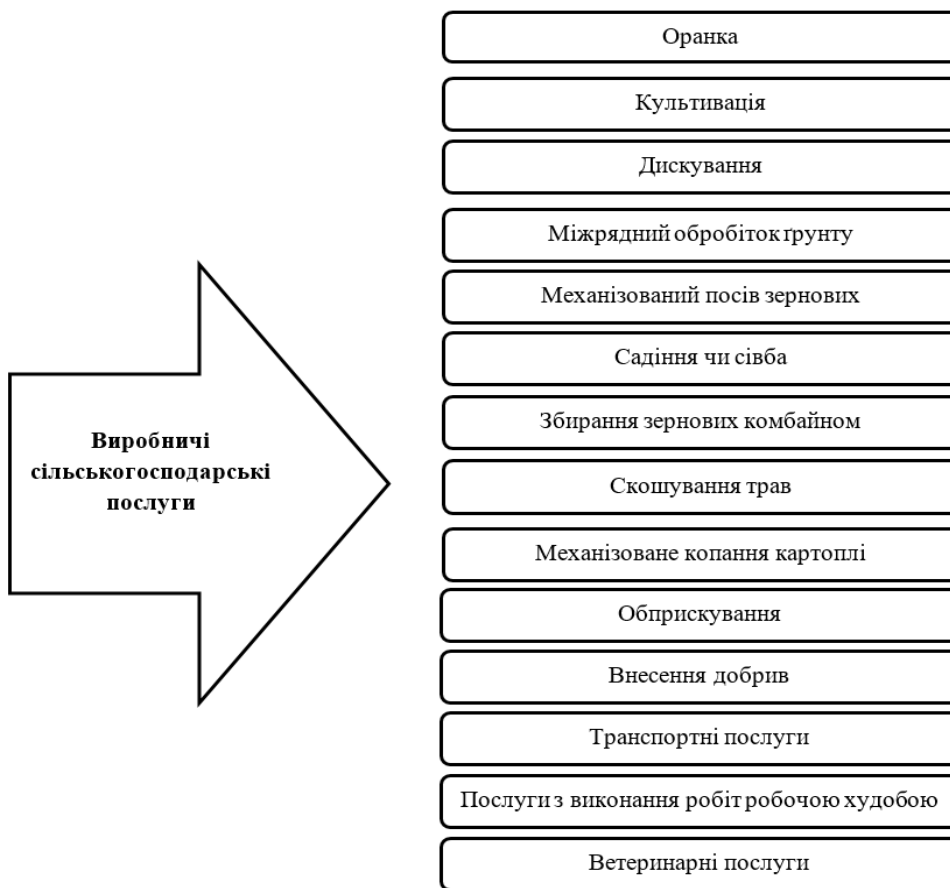 Оранка
Культивація
Дискування
Міжрядний обробіток ґрунту
Механізований посів зернових
Садіння чи сівба
Збирання зернових комбайном
Скошування трав
Механізоване копання картоплі
Обприскування
Внесення добрив
Транспортні послуги
Послуги з виконання робіт робочою худобою
Ветеринарні послуги
Виробничі
сільськогосподарські
послуги